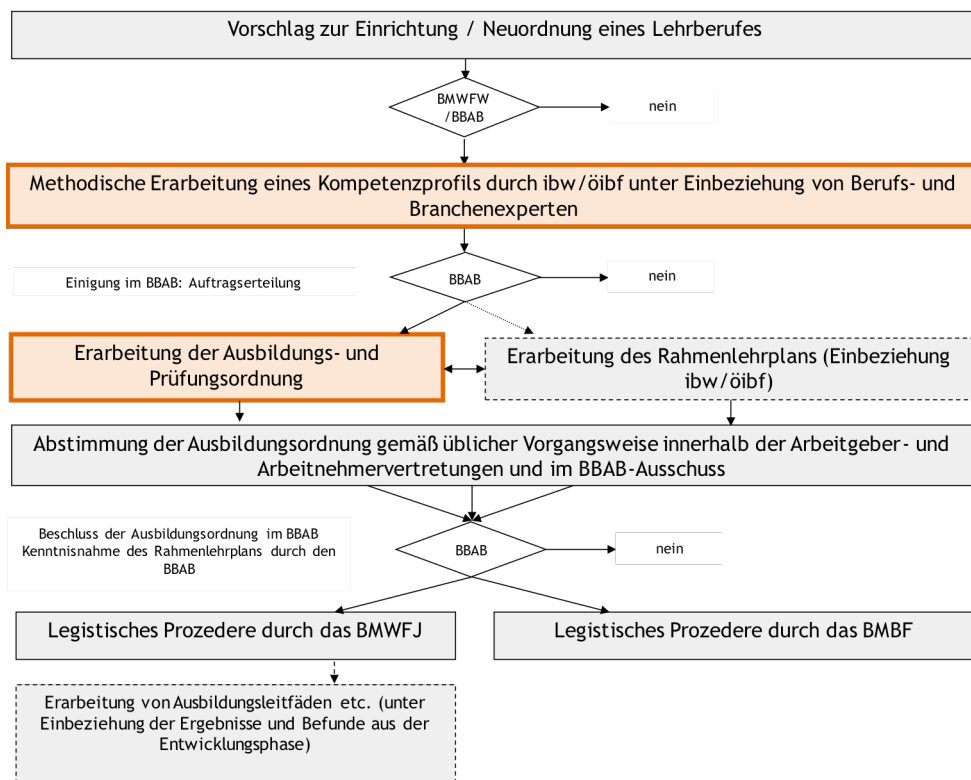 Vorschlag zur Einrichtung / Neuordnung eines Lehrberufes
BMWFW
/BBAB
nein
Methodische Erarbeitung eines Kompetenzprofils durch ibw/öibf unter Einbeziehung von Berufs- und
Branchenexperten
Einigung im BBAB: Auftragserteilung
BBAB
nein
Erarbeitung der Ausbildungs- und
Prüfungsordnung
Erarbeitung des Rahmenlehrplans (Einbeziehung
ibw/öibf)
Abstimmung der Ausbildungsordnung gemäß üblicher Vorgangsweise innerhalb der Arbeitgeber- und
Arbeitnehmervertretungen und im BBAB-Ausschuss
Beschluss der Ausbildungsordnung im BBAB
Kenntnisnahme des Rahmenlehrplans durch den
BBAB
BBAB
nein
Legistisches Prozedere durch das BMWFJ
Legistisches Prozedere durch das BMBF
Erarbeitung von Ausbildungsleitfäden etc. (unter
Einbeziehung der Ergebnisse und Befunde aus der
Entwicklungsphase)